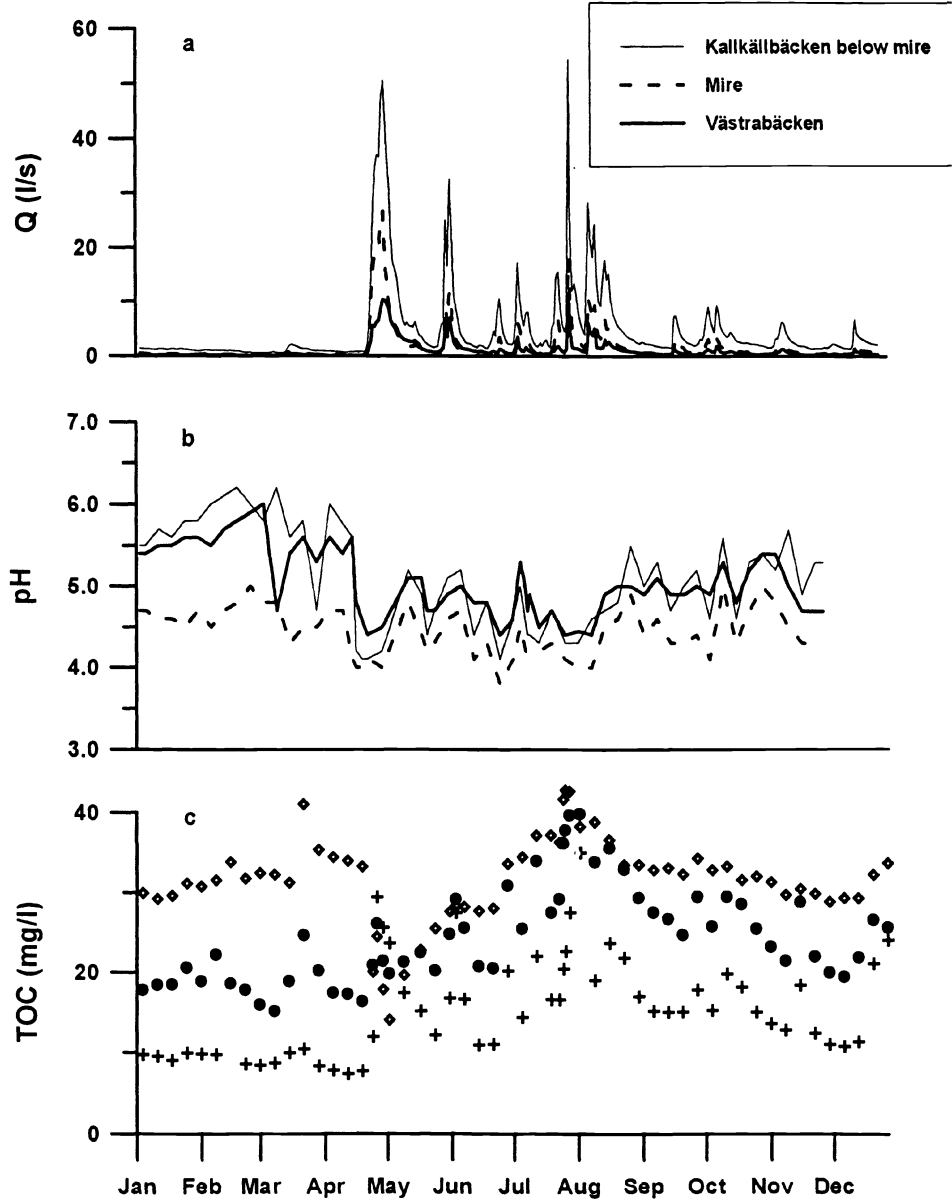 60
a
Kallkällbäcken below mire
Mire
Västrabäcken
40
20
0
Q (l/s)
7.0
b
6.0
5.0
4.0
3.0
pH
40
c
20
0
TOC (mg/l)
Jan Feb Mar Apr May Jun Jul Aug Sep Oct Nov Dec